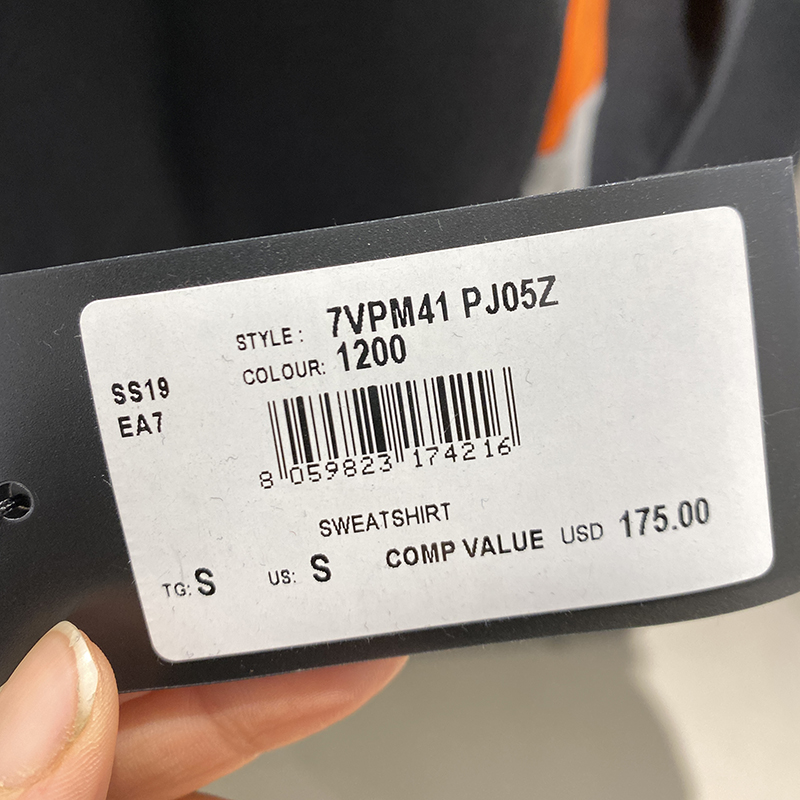 STYLE: 7VPM41 PJ05Z
COLOUR: 1200
SS19
EA7
8 059823 174216
SWEATSHIRT
TG: S US: S COMP VALUE USD 175.00